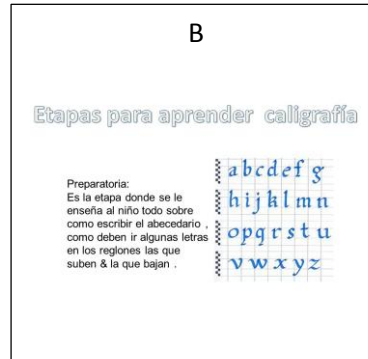 B
Etapas para aprender caligrafía
Preparatoria:
Es la etapa donde se le
enseña al niño todo sobre
como escribir el abecedario ,
como deben ir algunas letras
en los reglones las que
suben & la que bajan .
a b c d e f g
h i j k l m n
o p q r s t u
v w x y z